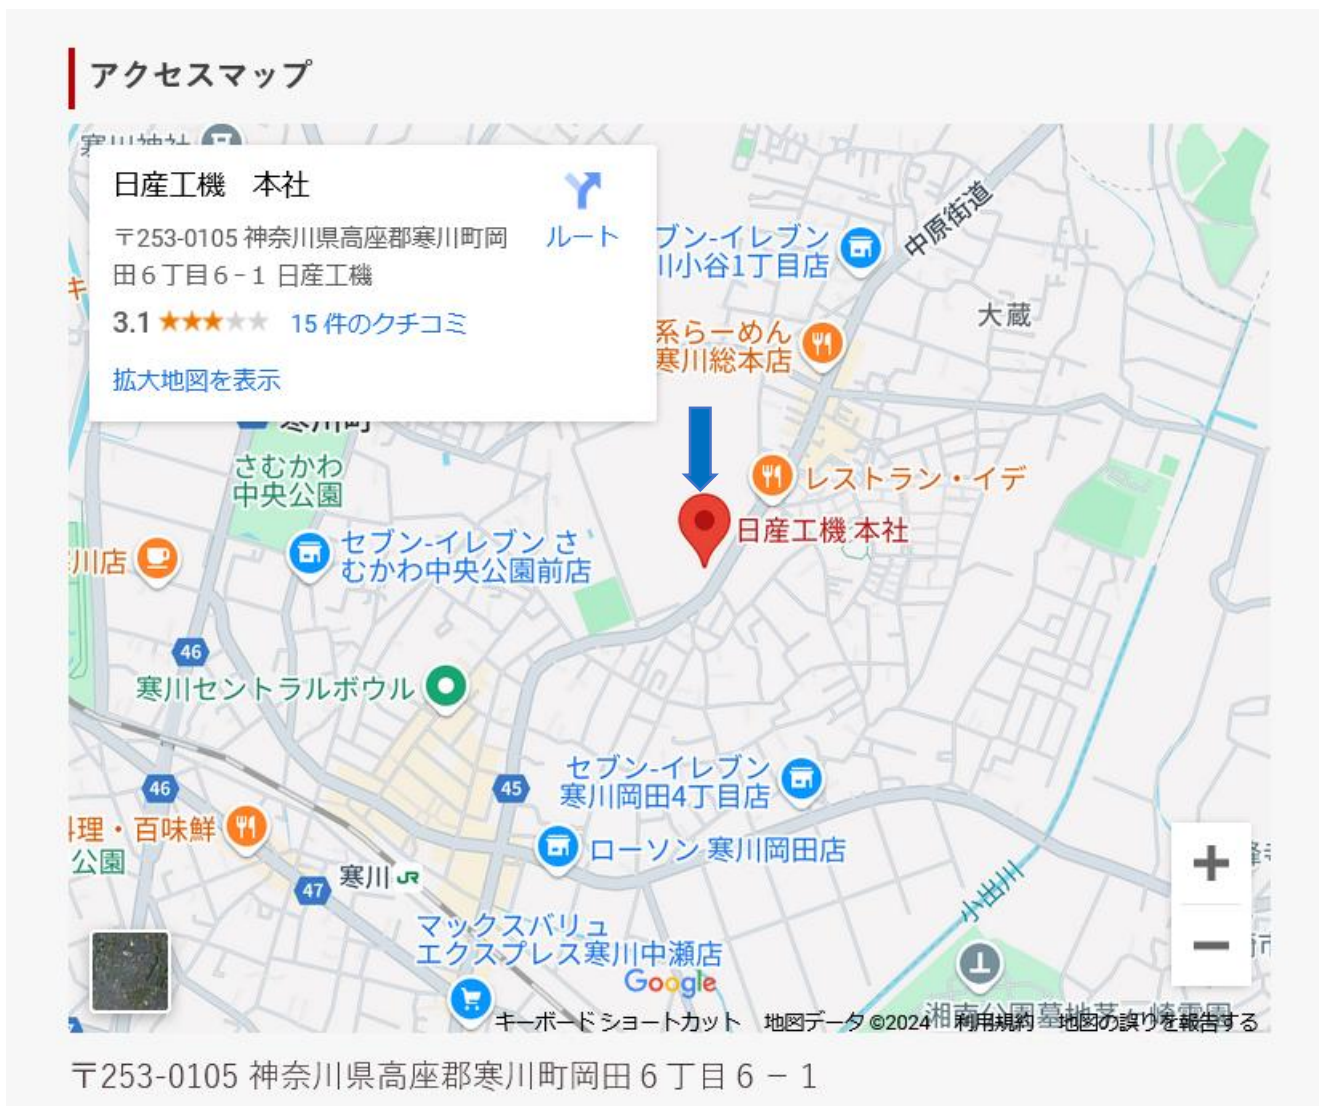 アクセスマップ
日産工機　本社
ルート
〒253-0105 神奈川県高座郡寒川町岡
田６丁目６−１ 日産工機
3.1
15 件のクチコミ
拡大地図を表示
寒川神社
中原街道
ブン-イレブン
川小谷1丁目店
大蔵
系らーめん
寒川総本店
キ
寒川町
さむかわ
中央公園
レストラン・イデ
日産工機 本社
セブン-イレブン さ
むかわ中央公園前店
川店
46
寒川セントラルボウル
46
45
セブン-イレブン
寒川岡田4丁目店
理・百味鮮
公園
ローソン 寒川岡田店
寒川 JR
47
小出川
マックスバリュ
エクスプレス寒川中瀬店
Google
キーボード ショートカット
地図データ ©2024
利用規約
地図の誤りを報告する
〒253-0105 神奈川県高座郡寒川町岡田６丁目６－１